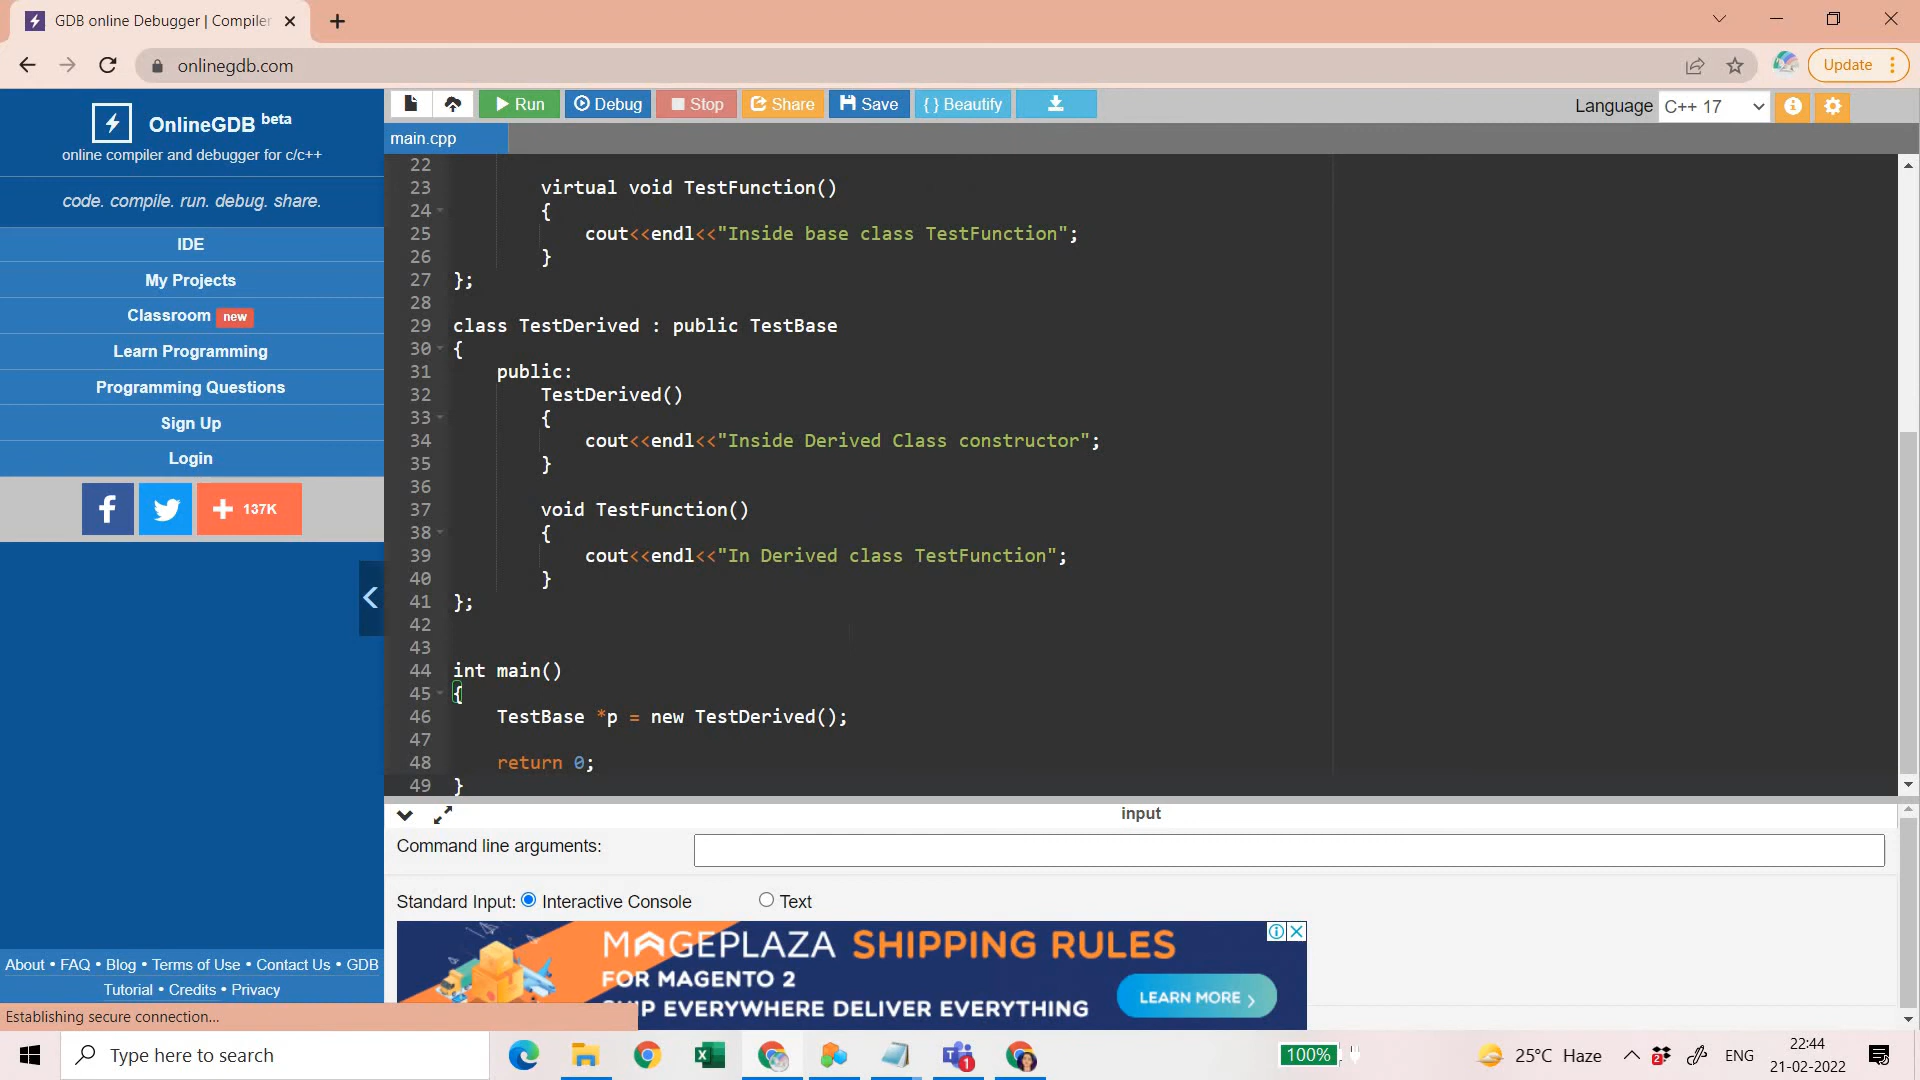 GDB online Debugger | Compiler
onlinegdb.com
Update
OnlineGDB beta
online compiler and debugger for c/c++
code. compile. run. debug. share.
IDE
My Projects
Classroom new
Learn Programming
Programming Questions
Sign Up
Login
137K
About • FAQ • Blog • Terms of Use • Contact Us • GDB
Tutorial • Credits • Privacy
Establishing secure connection...
Run Debug Stop Share Save { } Beautify
Language C++ 17
main.cpp
22
23 virtual void TestFunction()
24 {
25 cout<<endl<<"Inside base class TestFunction";
26 }
27 };
28
29 class TestDerived : public TestBase
30 {
31 public:
32 TestDerived()
33 {
34 cout<<endl<<"Inside Derived Class constructor";
35 }
36
37 void TestFunction()
38 {
39 cout<<endl<<"In Derived class TestFunction";
40 }
41 };
42
43
44 int main()
45 {
46 TestBase *p = new TestDerived();
47
48 return 0;
49 }
input
Command line arguments:
Standard Input: Interactive Console Text
MAGEPLAZA SHIPPING RULES
FOR MAGENTO 2
SHIP EVERYWHERE DELIVER EVERYTHING
LEARN MORE
Type here to search
100%
25°C Haze
2
1
ENG
22:44
21-02-2022